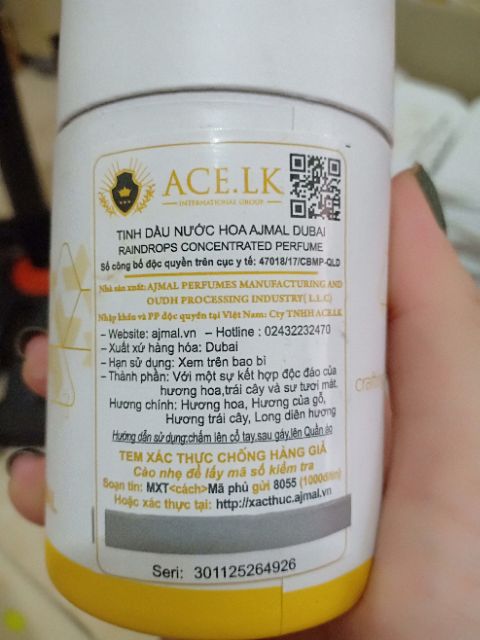 ACE.LK
INTERNATIONAL GROUP
TINH DẦU NƯỚC HOA AJMAL DUBAI
RAINDROPS CONCENTRATED PERFUME
Số công bố độc quyền trên cục y tế: 47018/17/CBMP-QLD
Nhà sản xuất: AJMAL PERFUMES MANUFACTURING AND
OUDH PROCESSING INDUSTRY( L.L.C)
Nhập khẩu và PP độc quyền tại Việt Nam: Cty TNHH ACE.LK
– Website: ajmal.vn – Hotline : 02432232470
– Xuất xứ hàng hóa: Dubai
– Hạn sử dụng: Xem trên bao bì
– Thành phần: Với một sự kết hợp độc đáo của
hương hoa,trái cây và sự tươi mát.
Hương chính: Hương hoa, Hương của gỗ,
Hương trái cây, Long diên hương
Hướng dẫn sử dụng:chấm lên cổ tay,sau gáy,lên Quần áo
TEM XÁC THỰC CHỐNG HÀNG GIẢ
Cào nhẹ để lấy mã số kiểm tra
Soạn tin: MXT<cách>Mã phủ gửi 8055 (1000đ/sms)
Hoặc xác thực tại: http://xacthuc.ajmal.vn
Seri: 301125264926